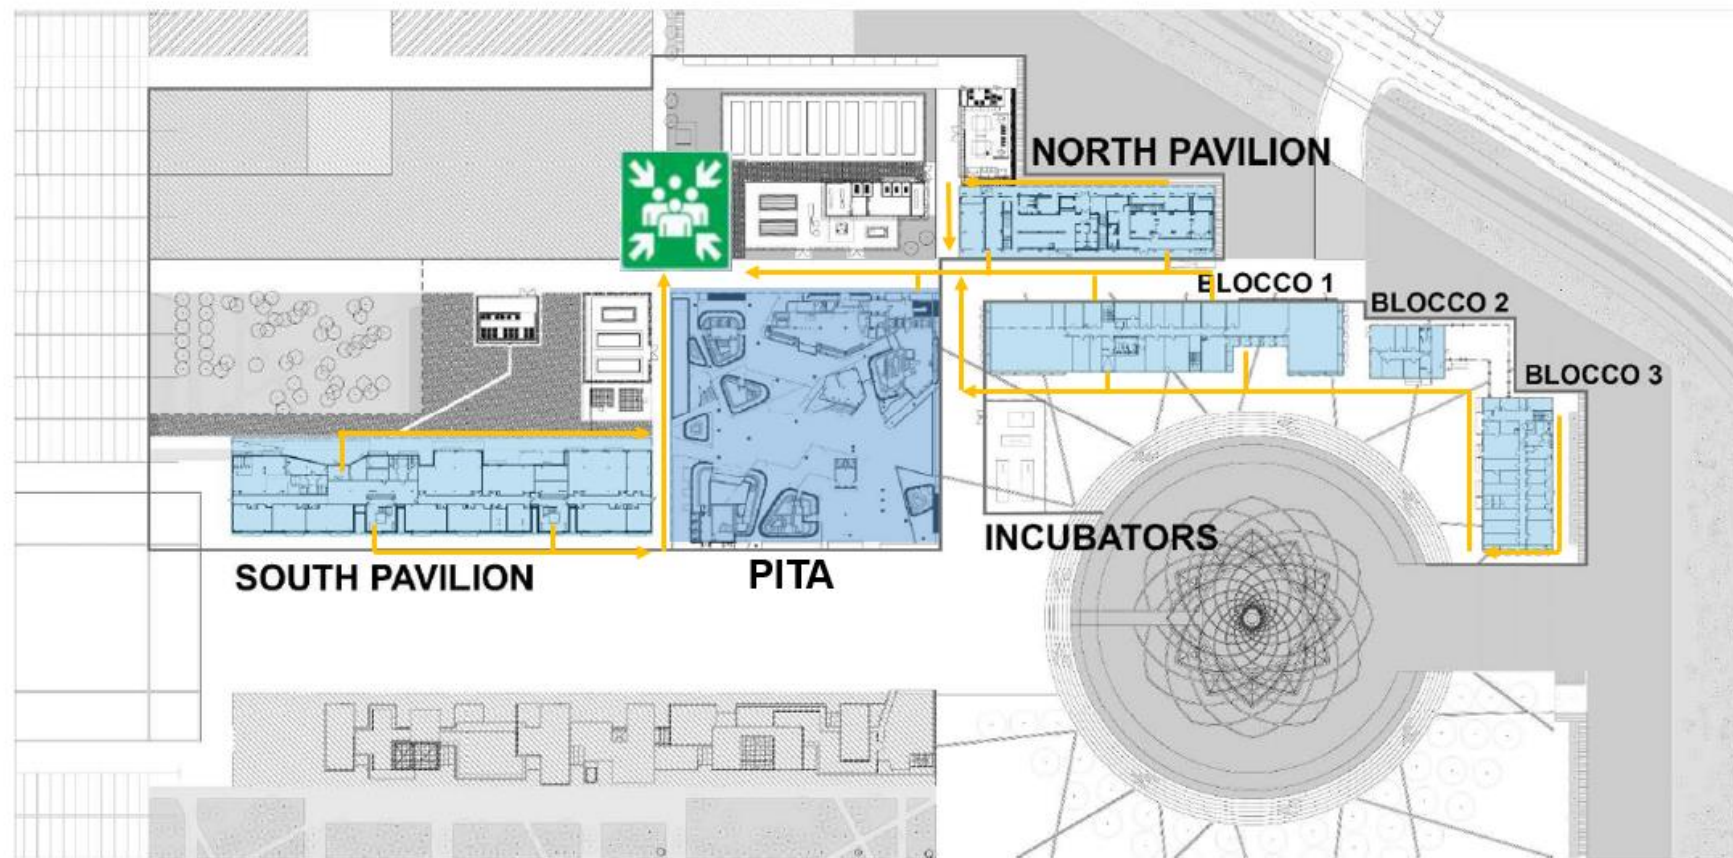 NORTH PAVILION
BLOCCO 1
BLOCCO 2
BLOCCO 3
INCUBATORS
SOUTH PAVILION
PITA